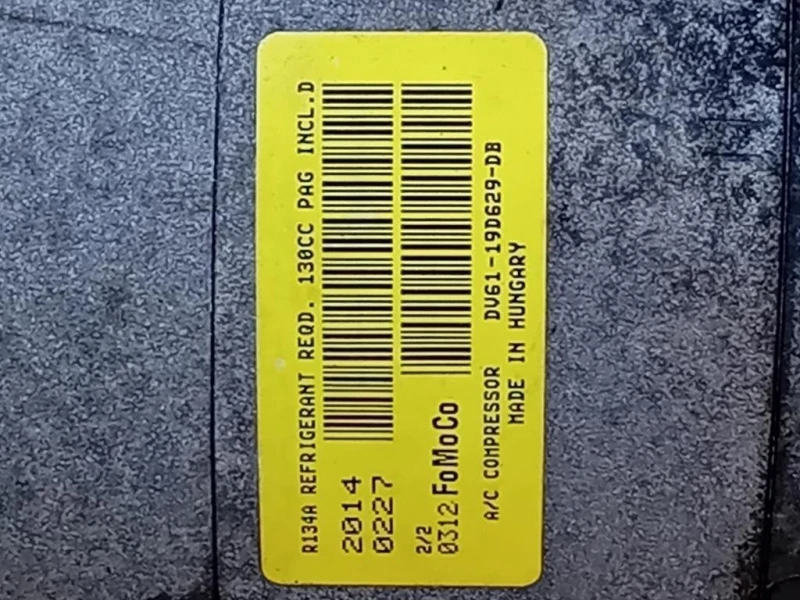 R134A REFRIGERANT REQD. 130CC PAG INCL.D
2014
0227
2/2
0312 FoMoCo
A/C COMPRESSOR DV61-19D629-DB
MADE IN HUNGARY